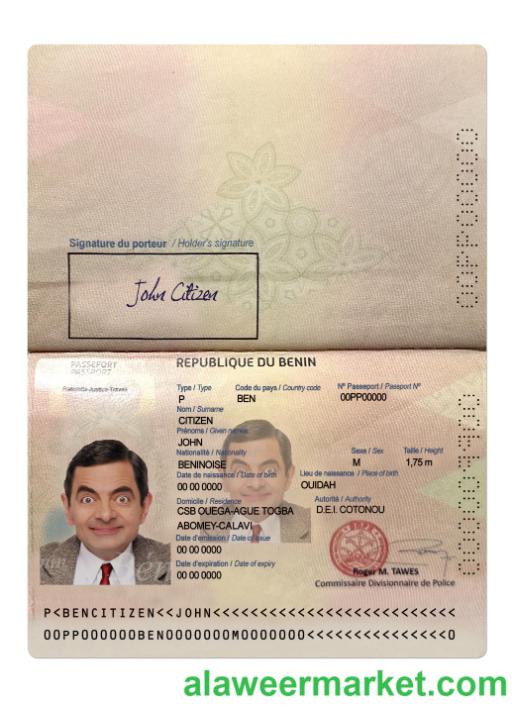 Signature du porteur / Holder's signature
John Citizen
PASSEPORT
PASSPORT
REPUBLIQUE DU BENIN
Fraternité-Justice-Travail
Type / Type Code du pays / Country code N° Passeport / Passport N°
P BEN 00PP00000
Nom / Surname
CITIZEN
Prénoms / Given names
JOHN
Nationalité / Nationality Sexe / Sex Taille / Height
BENINOISE M 1,75 m
Date de naissance / Date of birth Lieu de naissance / Place of birth
00 00 0000 OUIDAH
Domicile / Residence Autorité / Authority
CSB OUEGA-AGUE TOGBA D.E.I. COTONOU
ABOMEY-CALAVI
Date d'émission / Date of issue
00 00 0000
Date d'expiration / Date of expiry
00 00 0000
Roger M. TAWES
Commissaire Divisionnaire de Police
P<BENCITIZEN<<JOHN<<<<<<<<<<<<<<<<<<<<<<<<<<
00PP000000BEN0000000M0000000<<<<<<<<<<<<<<<0
alaweermarket.com